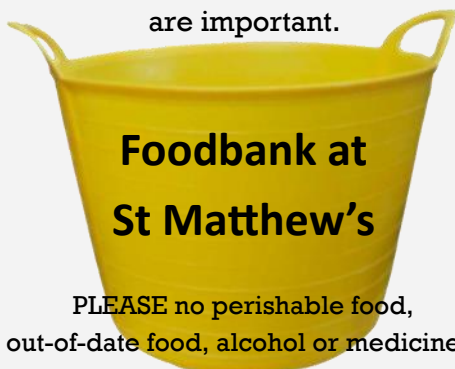 are important.
Foodbank at
St Matthew's
PLEASE no perishable food,
out-of-date food, alcohol or medicine